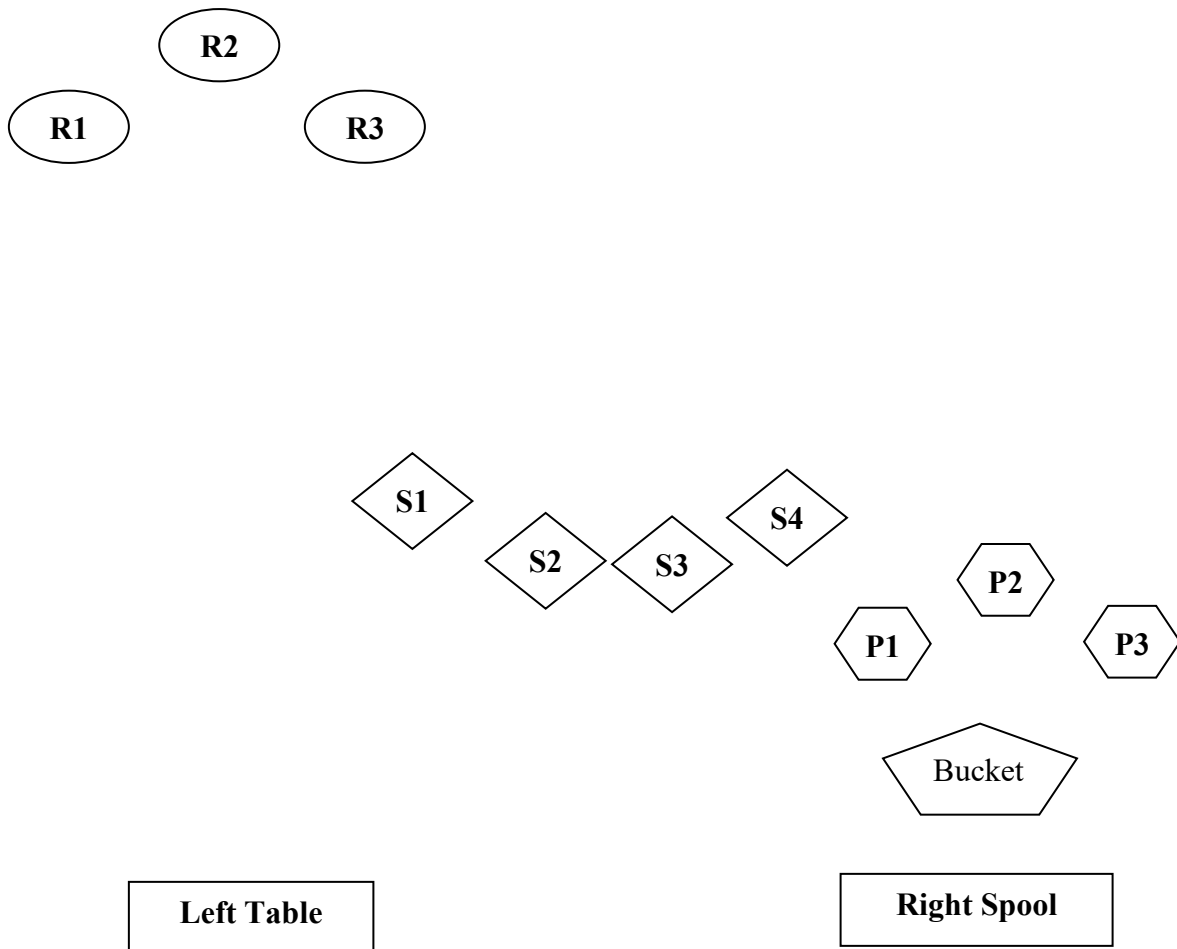 R2
R1
R3
S1
S4
S2
S3
P2
P1
P3
Bucket
Left Table
Right Spool